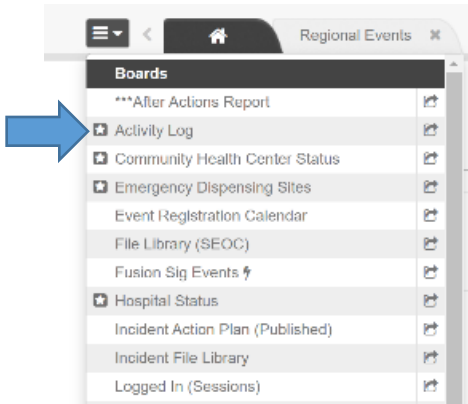 Regional Events
Boards
***After Actions Report
Activity Log
Community Health Center Status
Emergency Dispensing Sites
Event Registration Calendar
File Library (SEOC)
Fusion Sig Events
Hospital Status
Incident Action Plan (Published)
Incident File Library
Logged In (Sessions)